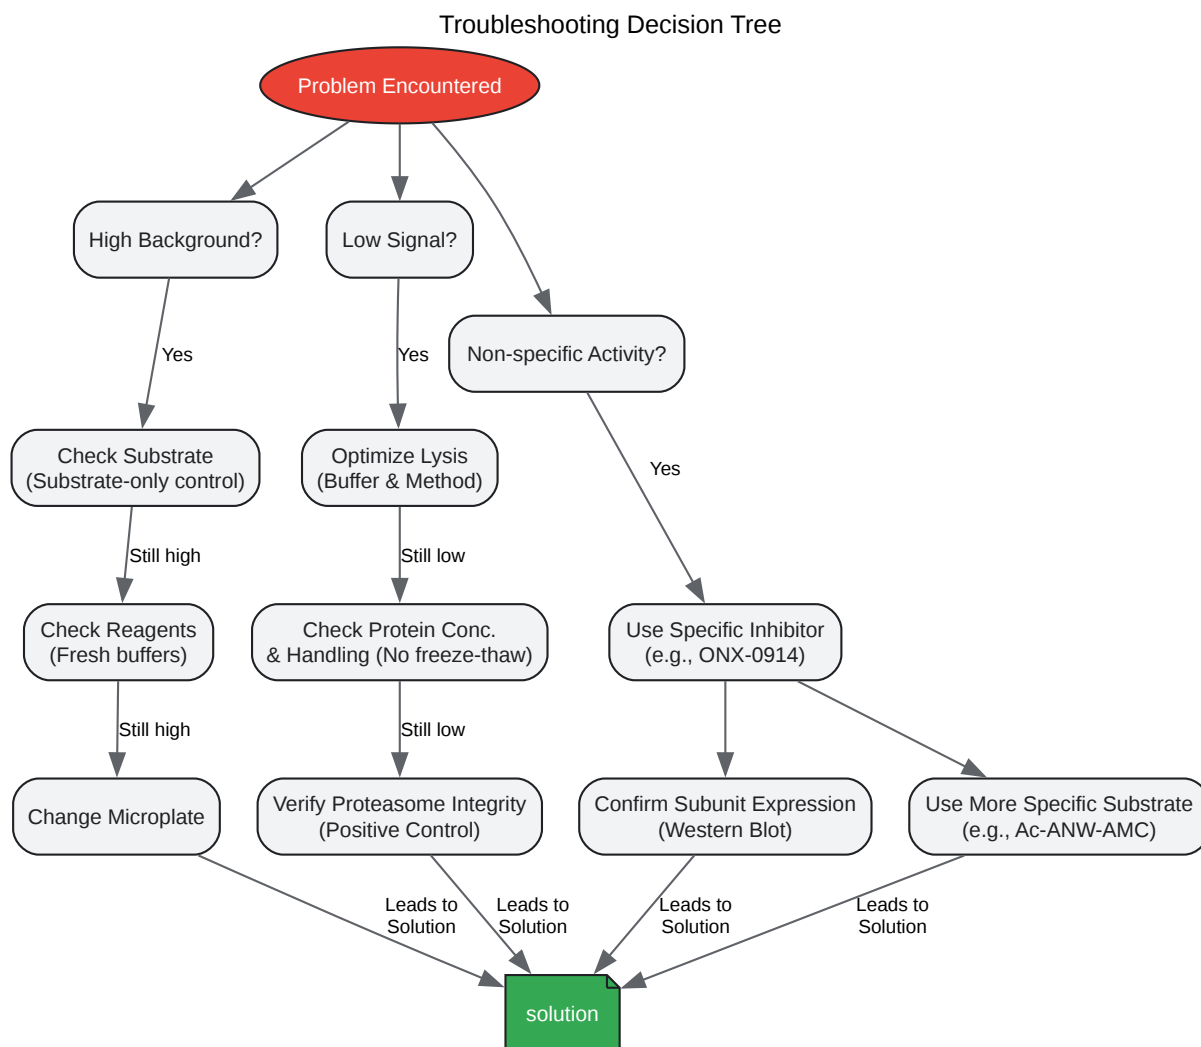 Troubleshooting Decision Tree
Problem Encountered
High Background?
Low Signal?
Non-specific Activity?
Yes
Yes
Yes
Check Substrate
(Substrate-only control)
Optimize Lysis
(Buffer & Method)
Still high
Still low
Check Reagents
(Fresh buffers)
Check Protein Conc.
& Handling (No freeze-thaw)
Use Specific Inhibitor
(e.g., ONX-0914)
Still high
Still low
Change Microplate
Verify Proteasome Integrity
(Positive Control)
Confirm Subunit Expression
(Western Blot)
Use More Specific Substrate
(e.g., Ac-ANW-AMC)
Leads to
Solution
Leads to
Solution
Leads to
Solution
Leads to
Solution
solution